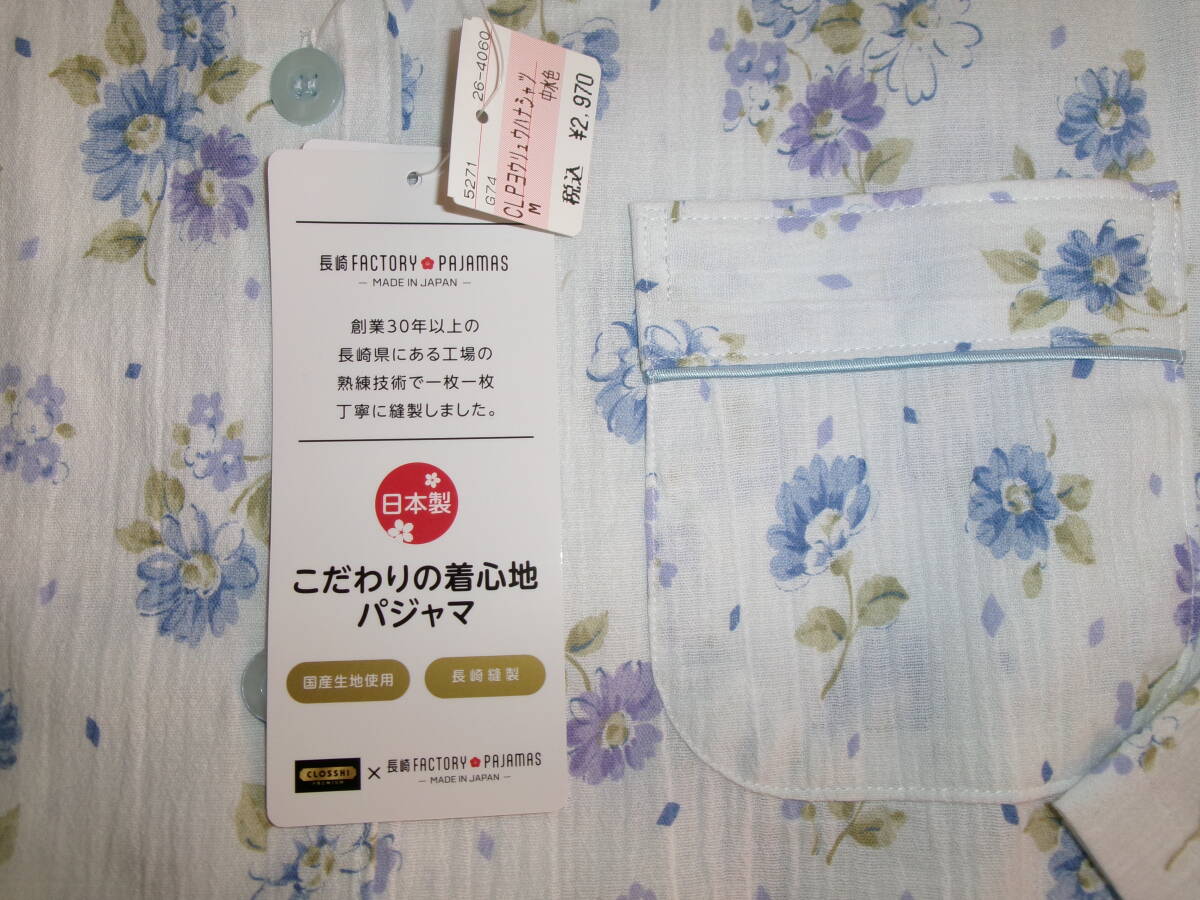 26-4060
5271
G74
CLPヨウリュウハナシャツ
M
中水色
税込 ¥2,970
長崎 FACTORY PAJAMAS
— MADE IN JAPAN —
創業30年以上の
長崎県にある工場の
熟練技術で一枚一枚
丁寧に縫製しました。
日本製
こだわりの着心地
パジャマ
国産生地使用
長崎縫製
CLOSSHI
PREMIUM
× 長崎 FACTORY PAJAMAS
— MADE IN JAPAN —